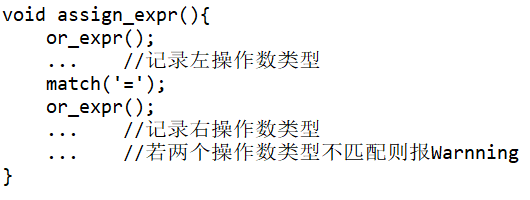 void assign_expr(){
    or_expr();
    ...    //记录左操作数类型
    match('=');
    or_expr();
    ...    //记录右操作数类型
    ...    //若两个操作数类型不匹配则报Warnning
}